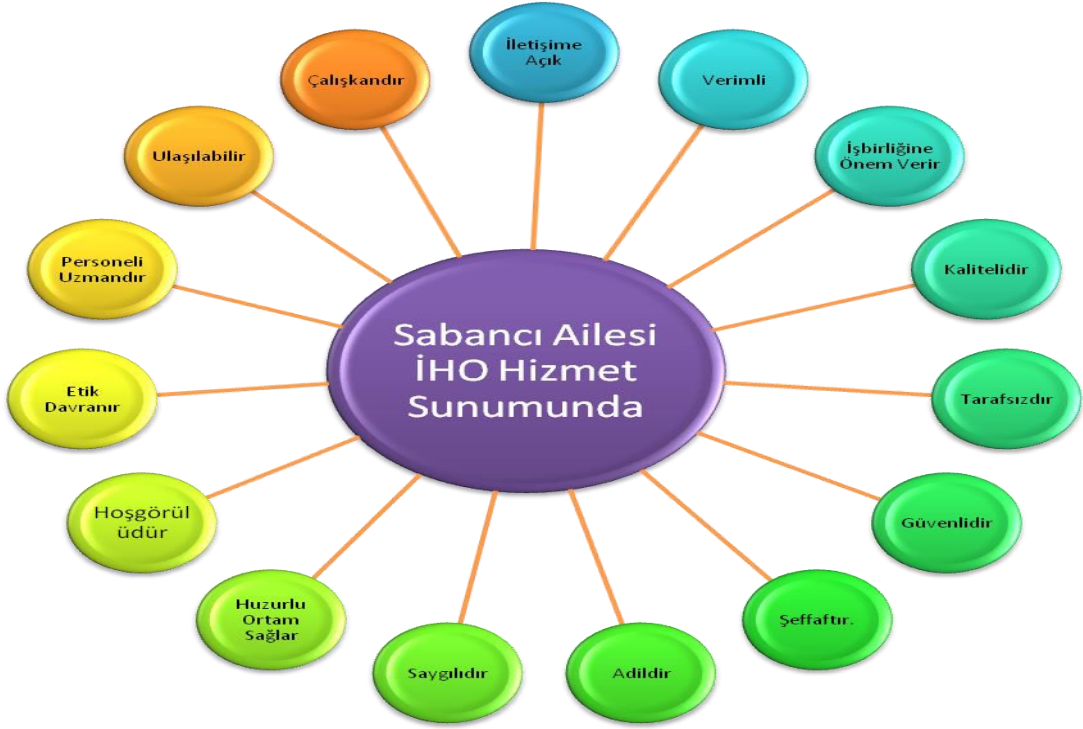 Sabancı Ailesi
İHO Hizmet
Sunumunda
İletişime
Açık
Verimli
İşbirliğine
Önem Verir
Kalitelidir
Tarafsızdır
Güvenlidir
Şeffaftır.
Adildir
Saygılıdır
Huzurlu
Ortam
Sağlar
Hoşgörül
üdür
Etik
Davranır
Personeli
Uzmandır
Ulaşılabilir
Çalışkandır